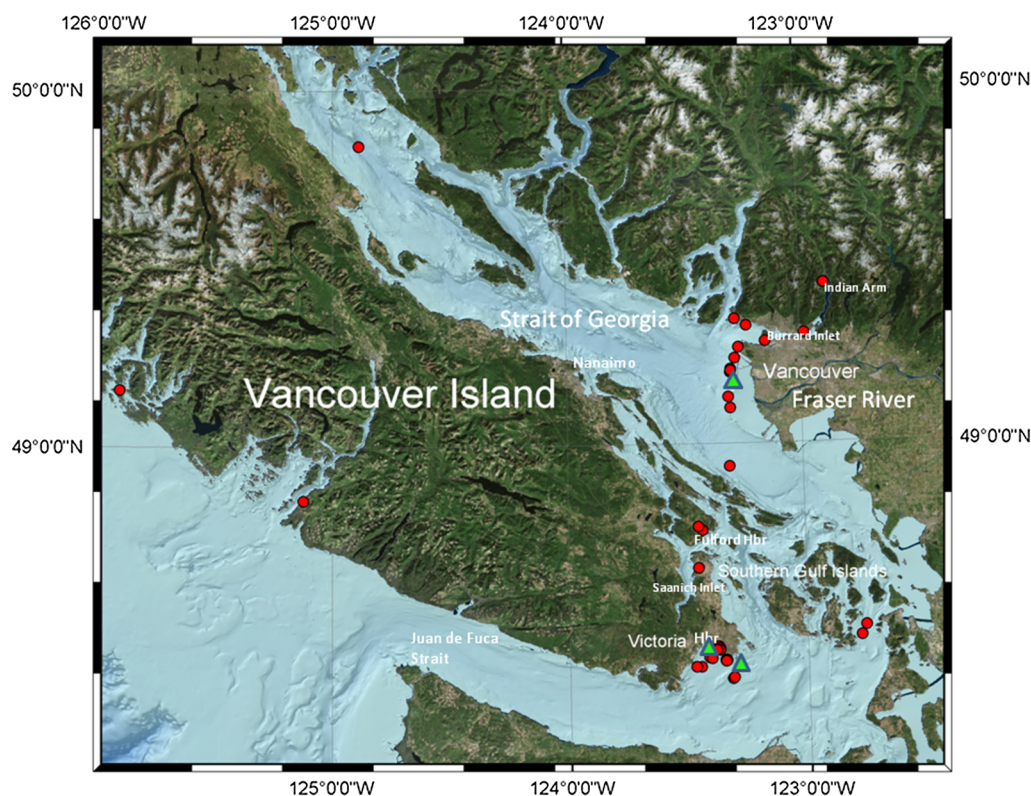 126°0'0"W 125°0'0"W 124°0'0"W 123°0'0"W
50°0'0"N 50°0'0"N
Indian Arm
Strait of Georgia
Burrard Inlet
Nanaimo
Vancouver
Vancouver Island
Fraser River
49°0'0"N 49°0'0"N
Fulford Hbr
Southern Gulf Islands
Saanich Inlet
Victoria Hbr
Juan de Fuca
Strait
125°0'0"W 124°0'0"W 123°0'0"W